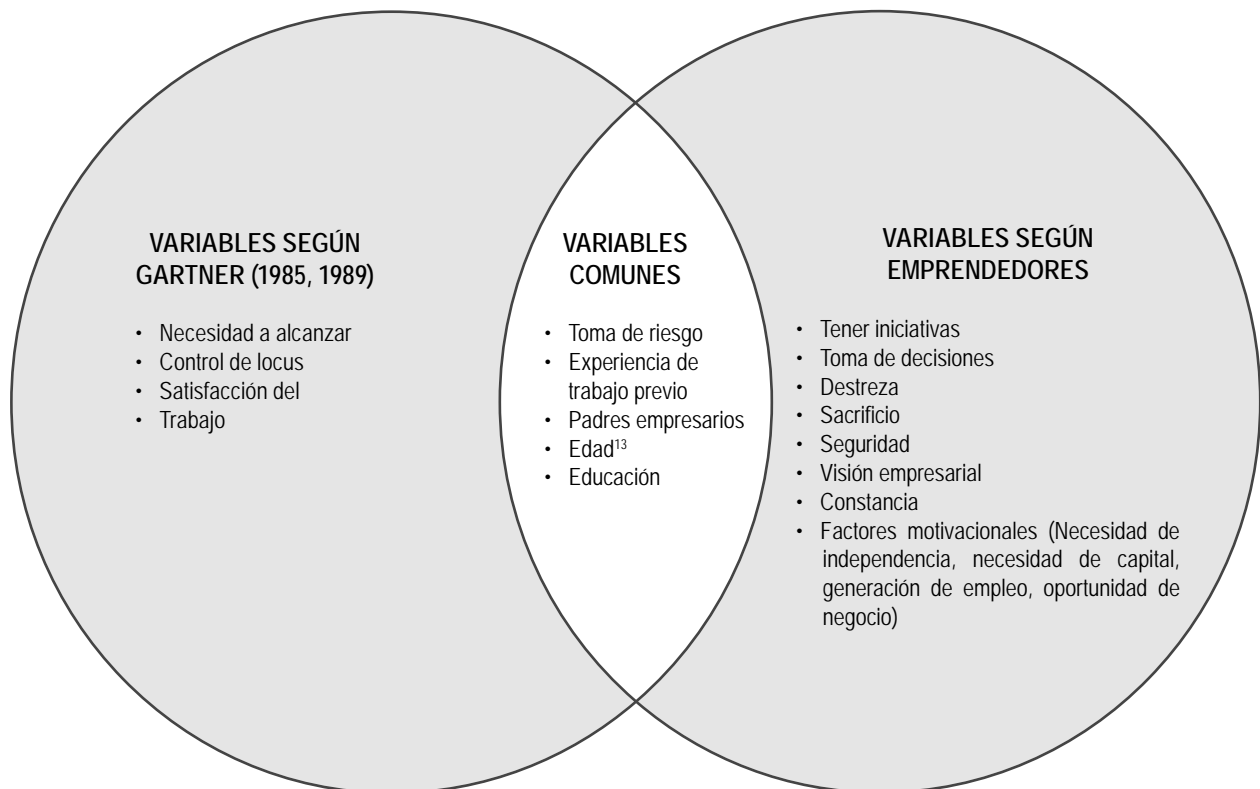 VARIABLES SEGÚN
GARTNER (1985, 1989)
• Necesidad a alcanzar
• Control de locus
• Satisfacción del
• Trabajo
VARIABLES
COMUNES
• Toma de riesgo
• Experiencia de
trabajo previo
• Padres empresarios
• Edad¹³
• Educación
VARIABLES SEGÚN
EMPRENDEDORES
• Tener iniciativas
• Toma de decisiones
• Destreza
• Sacrificio
• Seguridad
• Visión empresarial
• Constancia
• Factores motivacionales (Necesidad de
independencia, necesidad de capital,
generación de empleo, oportunidad de
negocio)